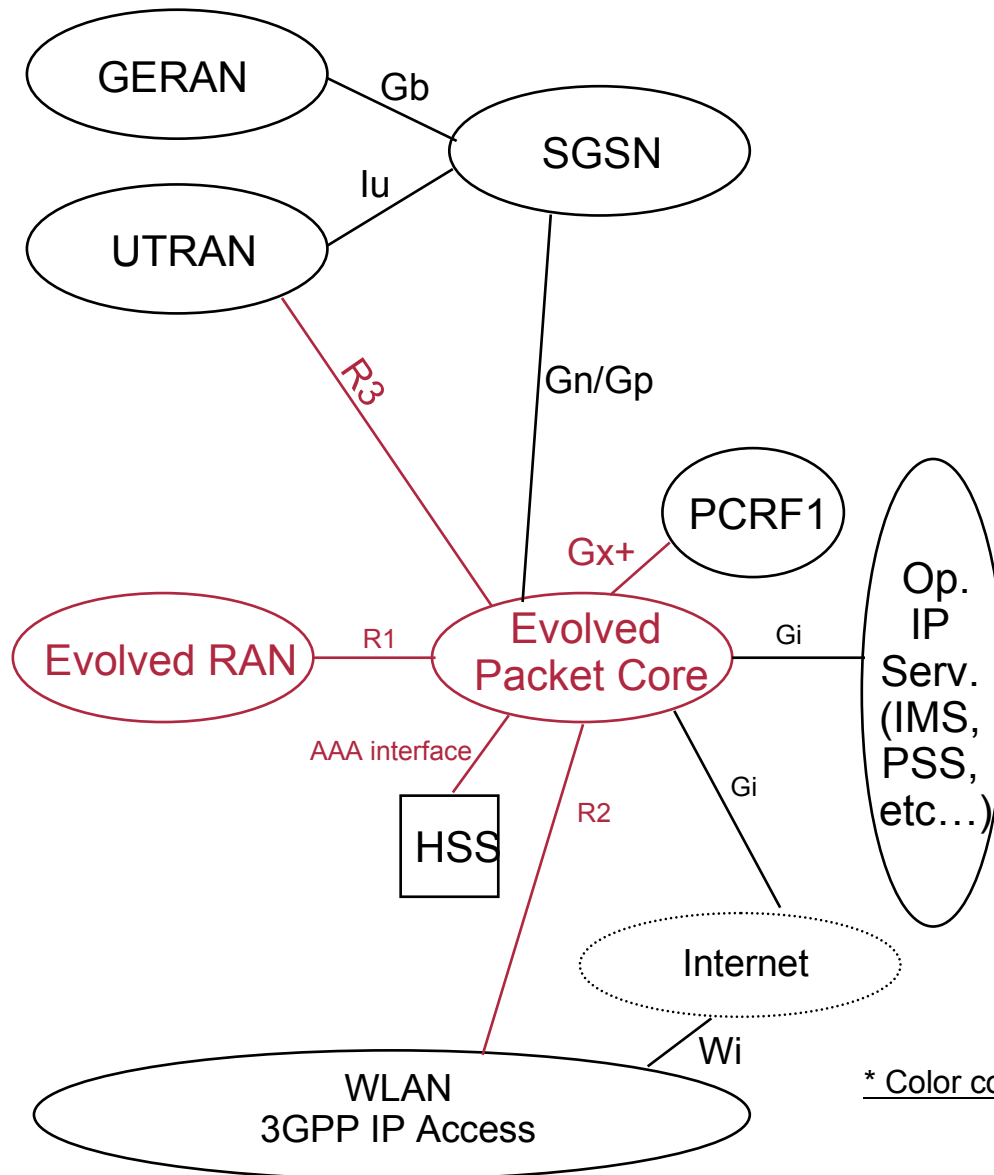 GERAN
Gb
SGSN
Iu
UTRAN
R3
Gn/Gp
PCRF1
Gx+
Op.
IP
Serv.
(IMS,
PSS,
etc…)
Evolved RAN
R1
Evolved
Packet Core
Gi
AAA interface
HSS
R2
Gi
Internet
Wi
WLAN
3GPP IP Access
* Color